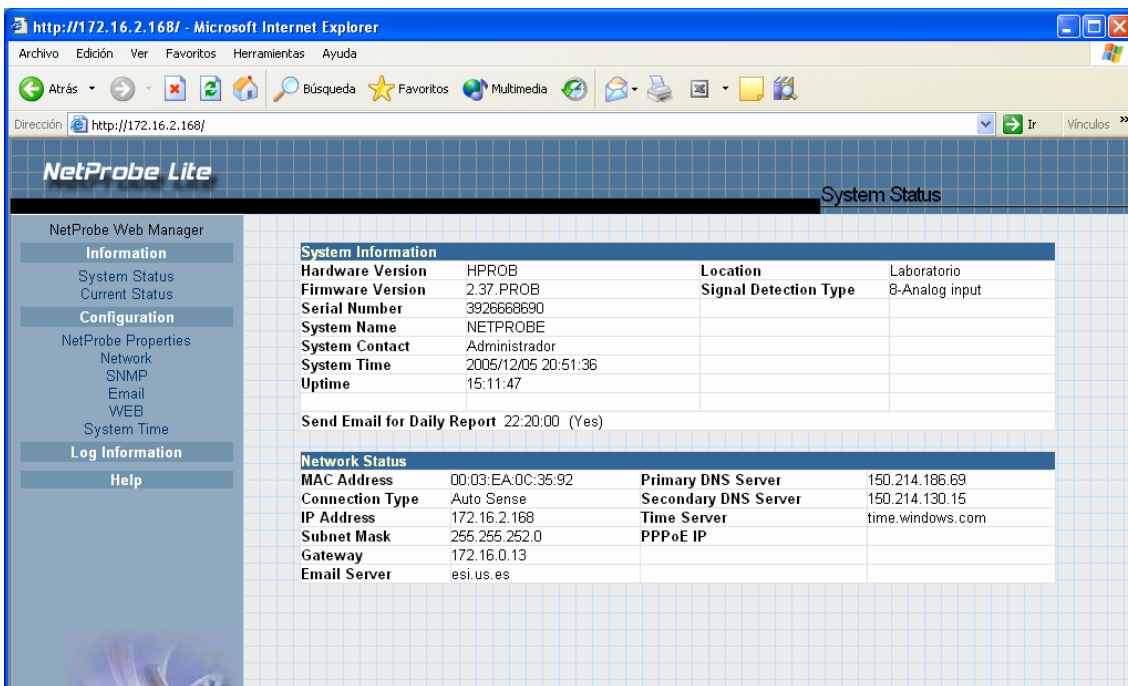 http://172.16.2.168/ - Microsoft Internet Explorer
Archivo Edición Ver Favoritos Herramientas Ayuda
Atrás Búsqueda Favoritos Multimedia
Dirección http://172.16.2.168/ Ir Vínculos »
NetProbe Lite
System Status
NetProbe Web Manager
Information
System Status
Current Status
Configuration
NetProbe Properties
Network
SNMP
Email
WEB
System Time
Log Information
Help
System Information
Hardware Version HPROB Location Laboratorio
Firmware Version 2.37.PROB Signal Detection Type 8-Analog input
Serial Number 3926668690
System Name NETPROBE
System Contact Administrador
System Time 2005/12/05 20:51:36
Uptime 15:11:47
Send Email for Daily Report 22:20:00 (Yes)
Network Status
MAC Address 00:03:EA:0C:35:92 Primary DNS Server 150.214.186.69
Connection Type Auto Sense Secondary DNS Server 150.214.130.15
IP Address 172.16.2.168 Time Server time.windows.com
Subnet Mask 255.255.252.0 PPPoE IP
Gateway 172.16.0.13
Email Server esi.us.es